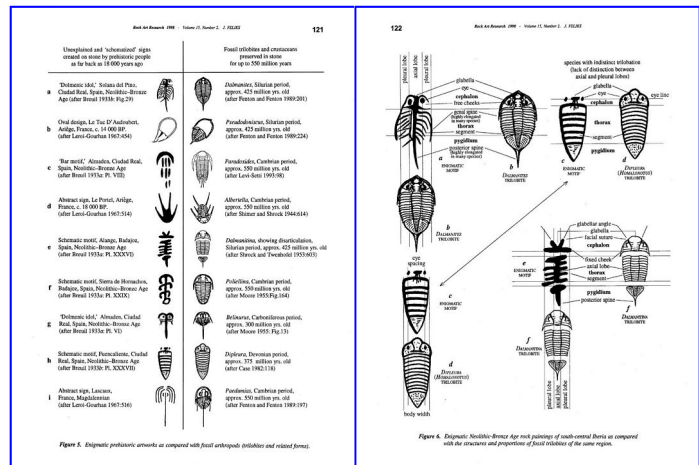 Rock Art Research 1998 - Volume 15, Number 2. J. FELIKS
121
Unexplained and 'schematized' signs
created on stone by prehistoric people
as far back as 18 000 years ago
Fossil trilobites and crustaceans
preserved in stone
for up to 550 million years
a
'Dolmenic idol,' Solana del Pino,
Ciudad Real, Spain, Neolithic–Bronze
Age (after Breuil 1933b: Fig.29)
Dalmanites, Silurian period,
approx. 425 million yrs. old
(after Fenton and Fenton 1989:201)
b
Oval design, Le Tuc D'Audoubert,
Ariège, France, c. 14 000 BP.
(after Leroi-Gourhan 1967:454)
Silurian period,
approx. 425 million yrs. old
(after Fenton and Fenton 1989:224)
c
'Bar motif,' Almaden, Ciudad Real,
Spain, Neolithic–Bronze Age
(after Breuil 1933a: Pl. VIII)
Paradoxides, Cambrian period,
approx. 550 million yrs. old
(after Levi-Setti 1993:98)
d
Abstract sign, Le Portel, Ariège,
France, c. 18 000 BP.
(after Leroi-Gourhan 1967:514)
Albertella, Cambrian period,
approx. 550 million yrs. old
(after Shimer and Shrock 1944:614)
e
Schematic motif, Alange, Badajoz,
Spain, Neolithic–Bronze Age
(after Breuil 1933a: Pl. XXXVI)
Dalmanitina, showing disarticulation,
Silurian period, approx. 425 million yrs. old
(after Shrock and Twenhofel 1953:603)
f
Schematic motif, Sierra de Hornachos,
Badajoz, Spain, Neolithic–Bronze Age
(after Breuil 1933a: Pl. XXIX)
Poliellina, Cambrian period,
approx. 550 million yrs. old
(after Moore 1955:Fig.164)
g
'Dolmenic idol,' Almaden, Ciudad
Real, Spain, Neolithic–Bronze Age
(after Breuil 1933a: Pl. VI)
Belinurus, Carboniferous period,
approx. 300 million yrs. old
(after Moore 1955: Fig.13)
h
Schematic motif, Fuencaliente, Ciudad
Real, Spain, Neolithic–Bronze Age
(after Breuil 1933b: Pl. XXXVII)
Dipleura, Devonian period,
approx. 375 million yrs. old
(after Case 1982:118)
i
Abstract sign, Lascaux,
France, Magdalenian
(after Leroi-Gourhan 1967:516)
Cambrian period,
approx. 550 million yrs. old
(after Fenton and Fenton 1989:197)
Figure 5. Enigmatic prehistoric artworks as compared with fossil arthropods (trilobites and related forms).
122
Rock Art Research 1998 - Volume 15, Number 2. J. FELIKS
pleural lobe
axial lobe
pleural lobe
glabella
eye
cephalon
free cheeks
genal spine
(highly elongated
in many species)
thorax
segment
pygidium
posterior spine
(highly elongated
in many species)
a
ENIGMATIC
MOTIF
b
DALMANITES
TRILOBITE
species with indistinct trilobation
(lack of distinction between
axial and pleural lobes)
glabella
eye
eye line
cephalon
thorax
segment
pygidium
c
ENIGMATIC
MOTIF
d
DIPLEURA
(HOMALONOTUS)
TRILOBITE
b
DALMANITES
TRILOBITE
eye
spacing
c
ENIGMATIC
MOTIF
d
DIPLEURA
(HOMALONOTUS)
TRILOBITE
body width
glabellar angle
glabella
facial suture
cephalon
e
ENIGMATIC
MOTIF
fixed cheek
axial lobe
thorax
segment
pygidium
posterior spine
f
DALMANITINA
TRILOBITE
f
DALMANITINA
TRILOBITE
pleural lobe
axial lobe
pleural lobe
Figure 6. Enigmatic Neolithic-Bronze Age rock paintings of south-central Iberia as compared
with the structures and proportions of fossil trilobites of the same region.